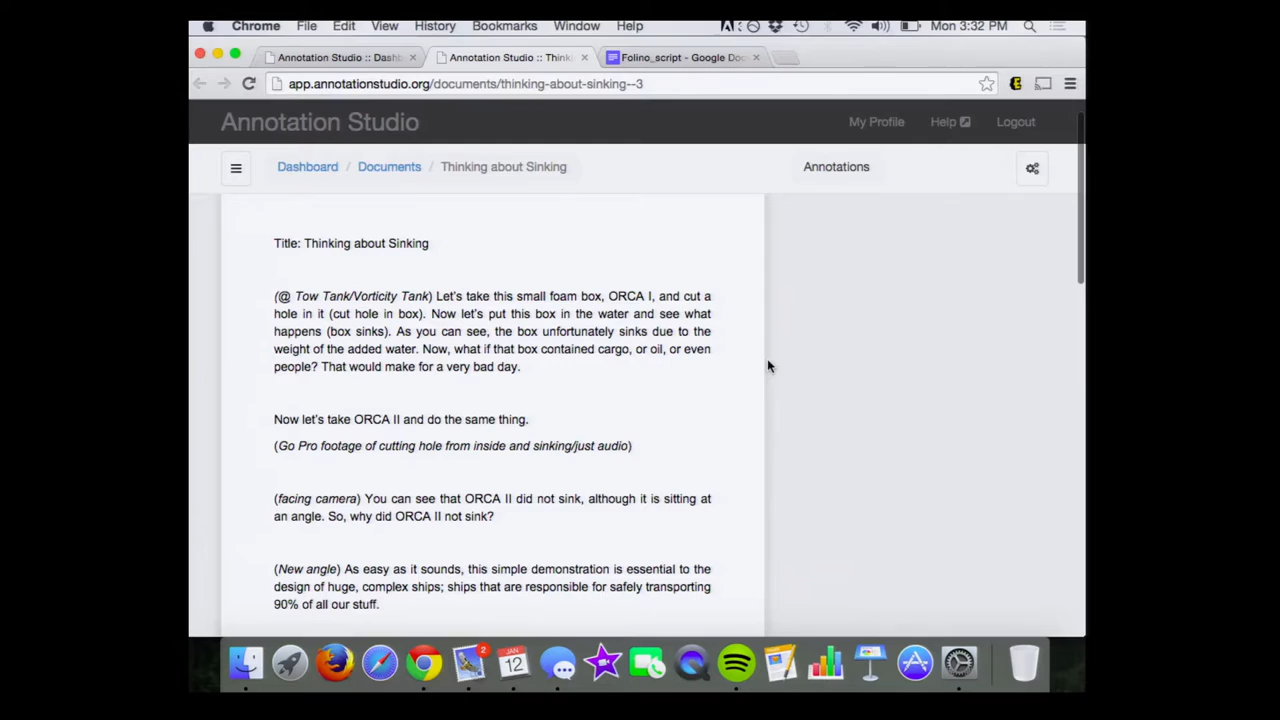 Chrome File Edit View History Bookmarks Window Help Mon 3:32 PM
Annotation Studio :: Dashb
Annotation Studio :: Think
Folino_script - Google Doc
app.annotationstudio.org/documents/thinking-about-sinking--3
Annotation Studio My Profile Help Logout
Dashboard / Documents / Thinking about Sinking Annotations
Title: Thinking about Sinking
(@ Tow Tank/Vorticity Tank) Let's take this small foam box, ORCA I, and cut a
hole in it (cut hole in box). Now let's put this box in the water and see what
happens (box sinks). As you can see, the box unfortunately sinks due to the
weight of the added water. Now, what if that box contained cargo, or oil, or even
people? That would make for a very bad day.
Now let's take ORCA II and do the same thing.
(Go Pro footage of cutting hole from inside and sinking/just audio)
(facing camera) You can see that ORCA II did not sink, although it is sitting at
an angle. So, why did ORCA II not sink?
(New angle) As easy as it sounds, this simple demonstration is essential to the
design of huge, complex ships; ships that are responsible for safely transporting
90% of all our stuff.
2
JAN
12